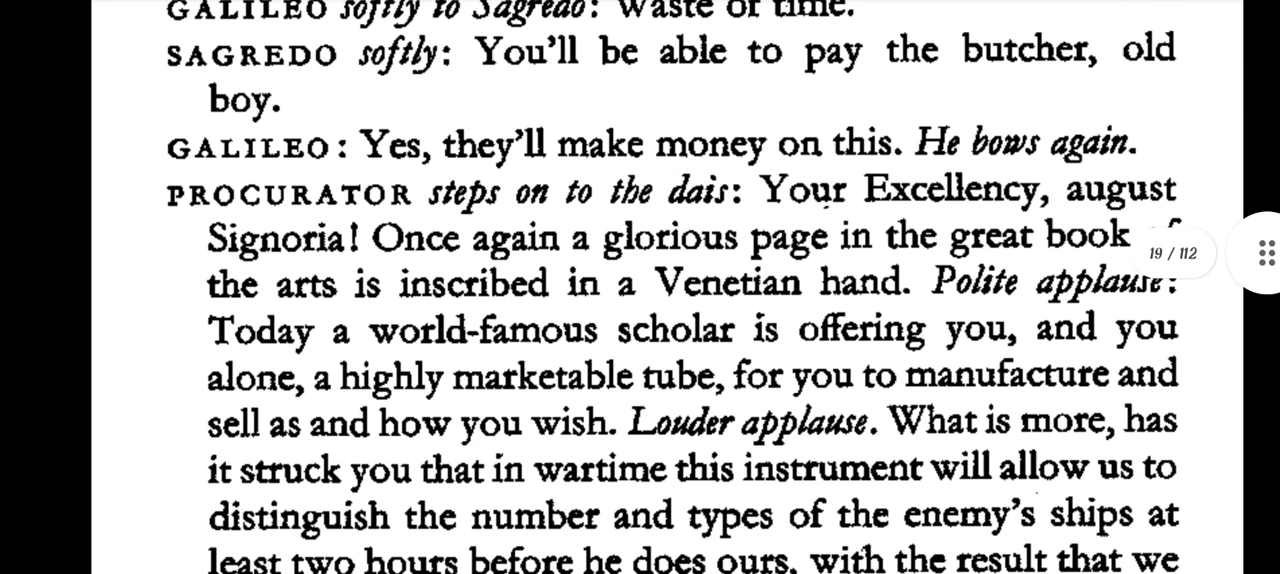 GALILEO softly to Sagredo: Waste of time.
SAGREDO softly: You'll be able to pay the butcher, old
boy.
GALILEO: Yes, they'll make money on this. He bows again.
PROCURATOR steps on to the dais: Your Excellency, august
Signoria! Once again a glorious page in the great book of
19 / 112
the arts is inscribed in a Venetian hand. Polite applause.
Today a world-famous scholar is offering you, and you
alone, a highly marketable tube, for you to manufacture and
sell as and how you wish. Louder applause. What is more, has
it struck you that in wartime this instrument will allow us to
distinguish the number and types of the enemy's ships at
least two hours before he does ours, with the result that we